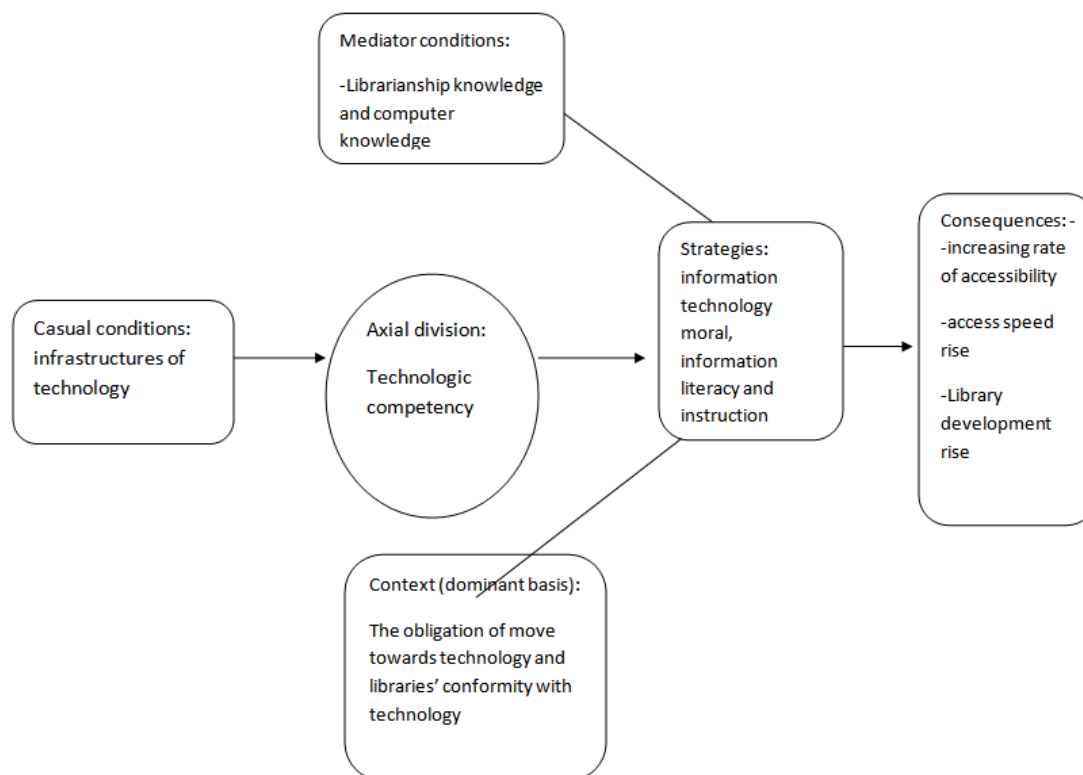 Mediator conditions:
-Librarianship knowledge
and computer
knowledge
Casual conditions:
infrastructures of
technology
Axial division:
Technologic
competency
Strategies:
information
technology
moral,
information
literacy and
instruction
Consequences: -
-increasing rate
of accessibility
-access speed
rise
-Library
development
rise
Context (dominant basis):
The obligation of move
towards technology and
libraries’ conformity with
technology